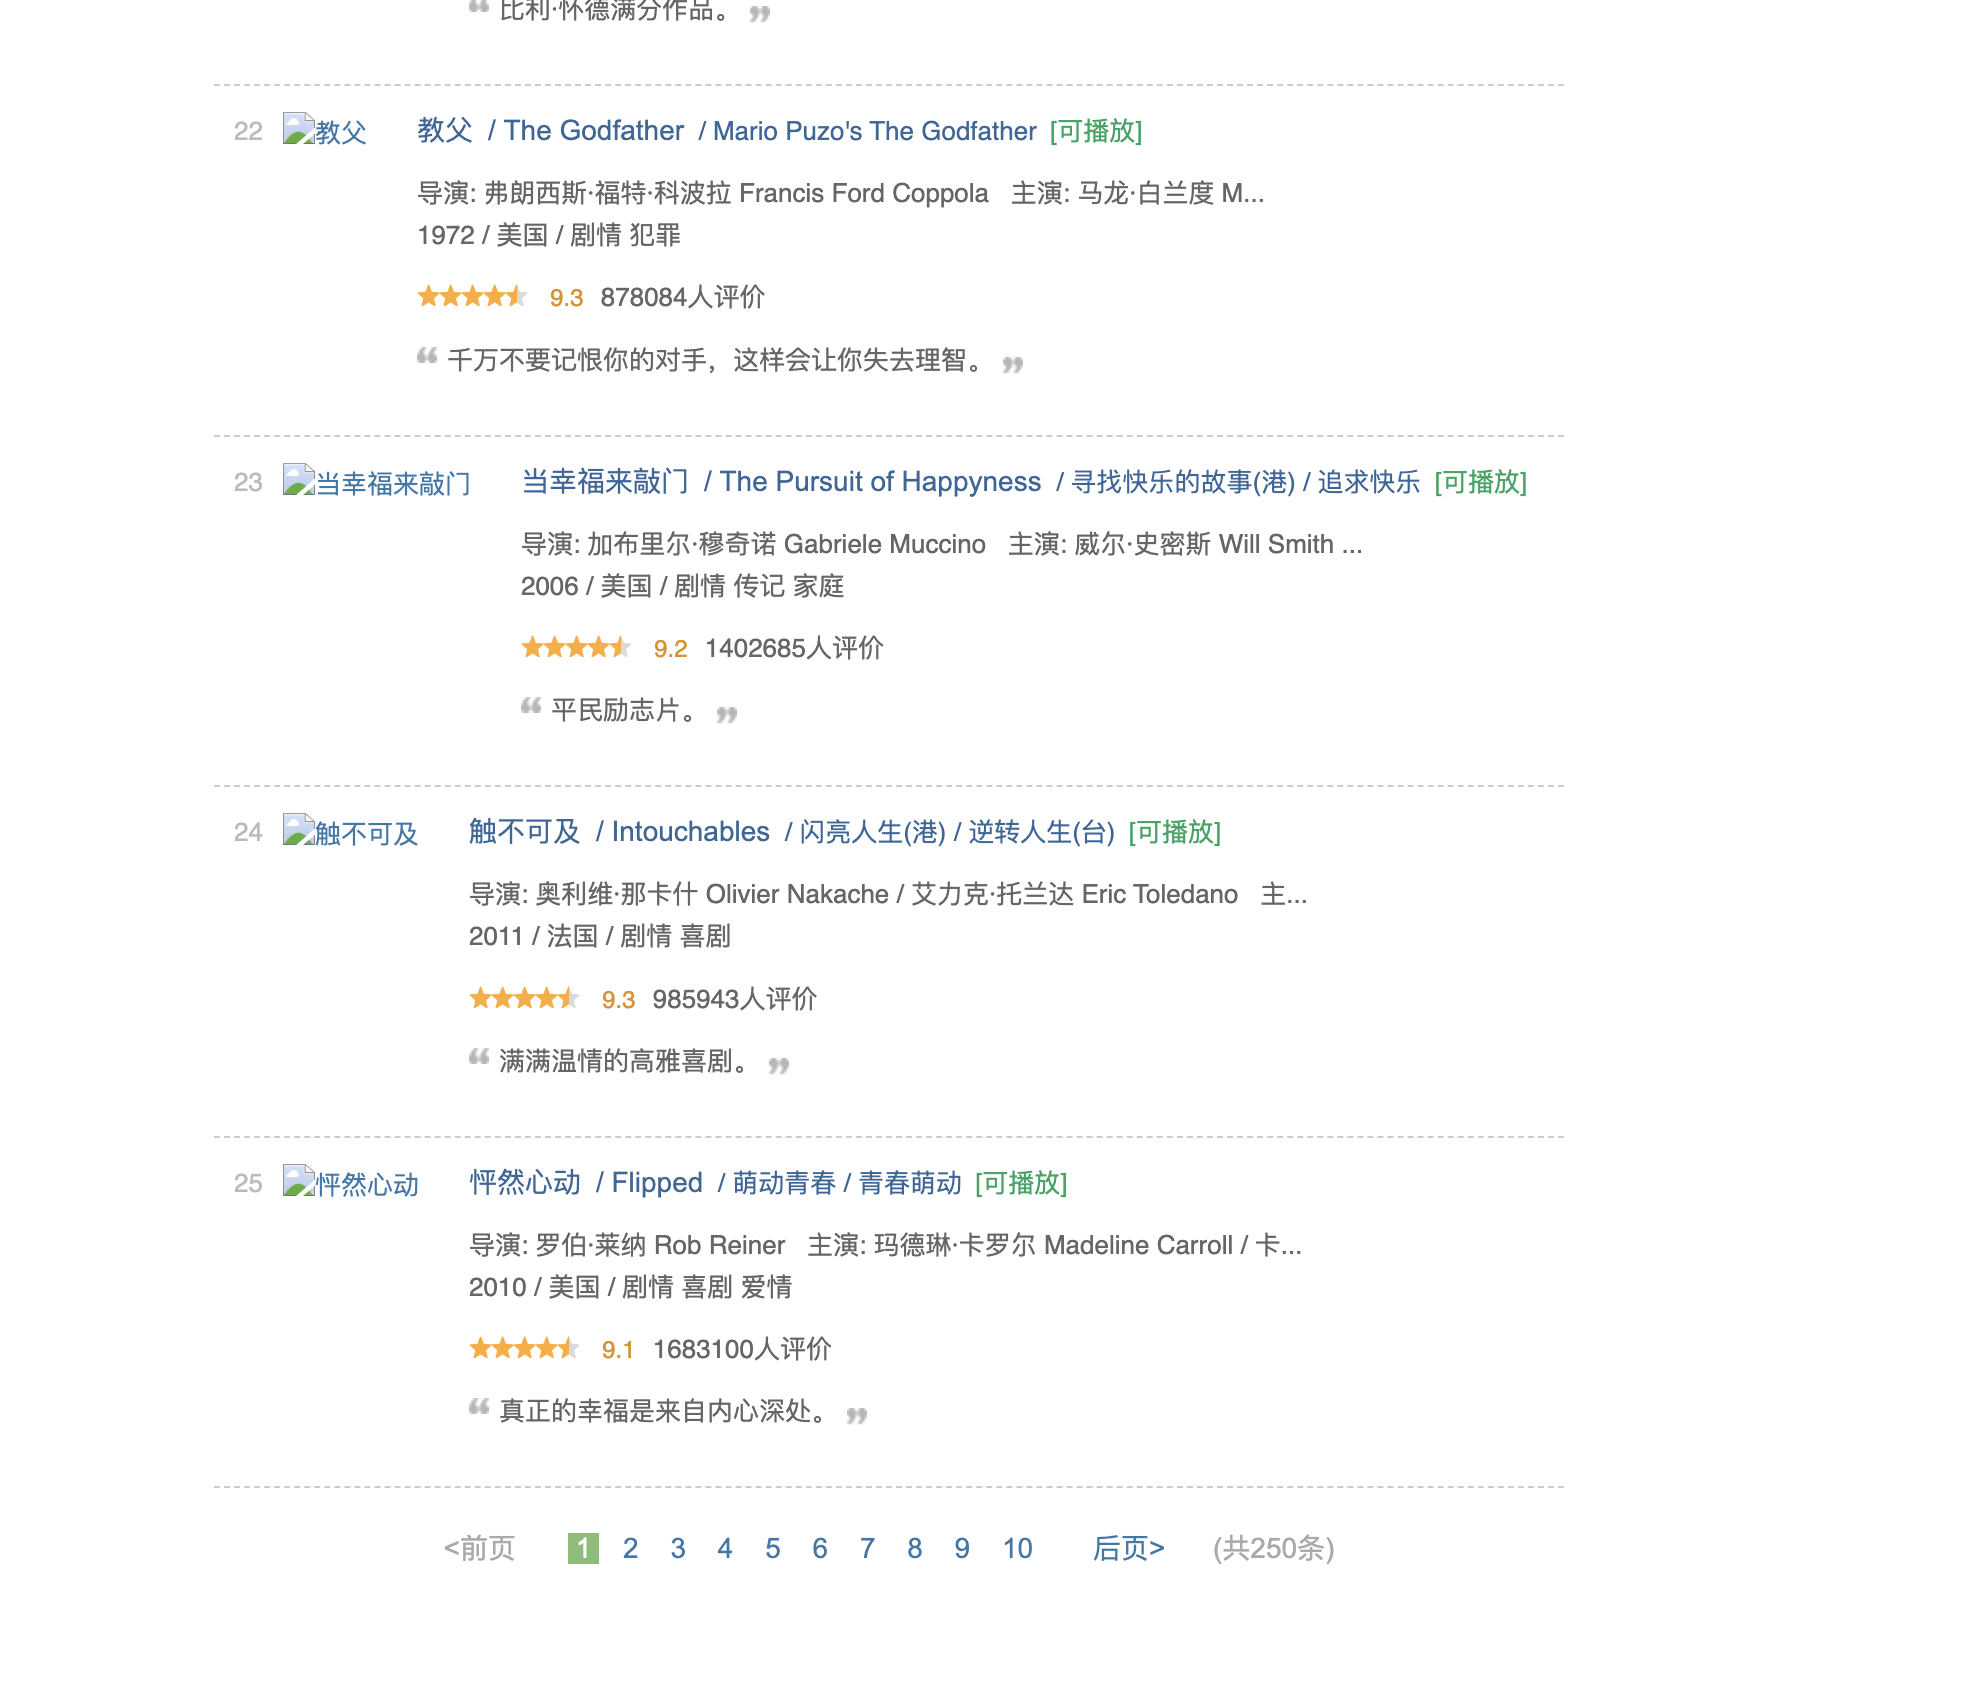 比利·怀德满分作品。
22 教父 教父 / The Godfather / Mario Puzo's The Godfather [可播放]
导演: 弗朗西斯·福特·科波拉 Francis Ford Coppola 主演: 马龙·白兰度 M...
1972 / 美国 / 剧情 犯罪
9.3 878084人评价
千万不要记恨你的对手，这样会让你失去理智。
23 当幸福来敲门 当幸福来敲门 / The Pursuit of Happyness / 寻找快乐的故事(港) / 追求快乐 [可播放]
导演: 加布里尔·穆奇诺 Gabriele Muccino 主演: 威尔·史密斯 Will Smith ...
2006 / 美国 / 剧情 传记 家庭
9.2 1402685人评价
平民励志片。
24 触不可及 触不可及 / Intouchables / 闪亮人生(港) / 逆转人生(台) [可播放]
导演: 奥利维·那卡什 Olivier Nakache / 艾力克·托兰达 Eric Toledano 主...
2011 / 法国 / 剧情 喜剧
9.3 985943人评价
满满温情的高雅喜剧。
25 怦然心动 怦然心动 / Flipped / 萌动青春 / 青春萌动 [可播放]
导演: 罗伯·莱纳 Rob Reiner 主演: 玛德琳·卡罗尔 Madeline Carroll / 卡...
2010 / 美国 / 剧情 喜剧 爱情
9.1 1683100人评价
真正的幸福是来自内心深处。
<前页 1 2 3 4 5 6 7 8 9 10 后页> (共250条)